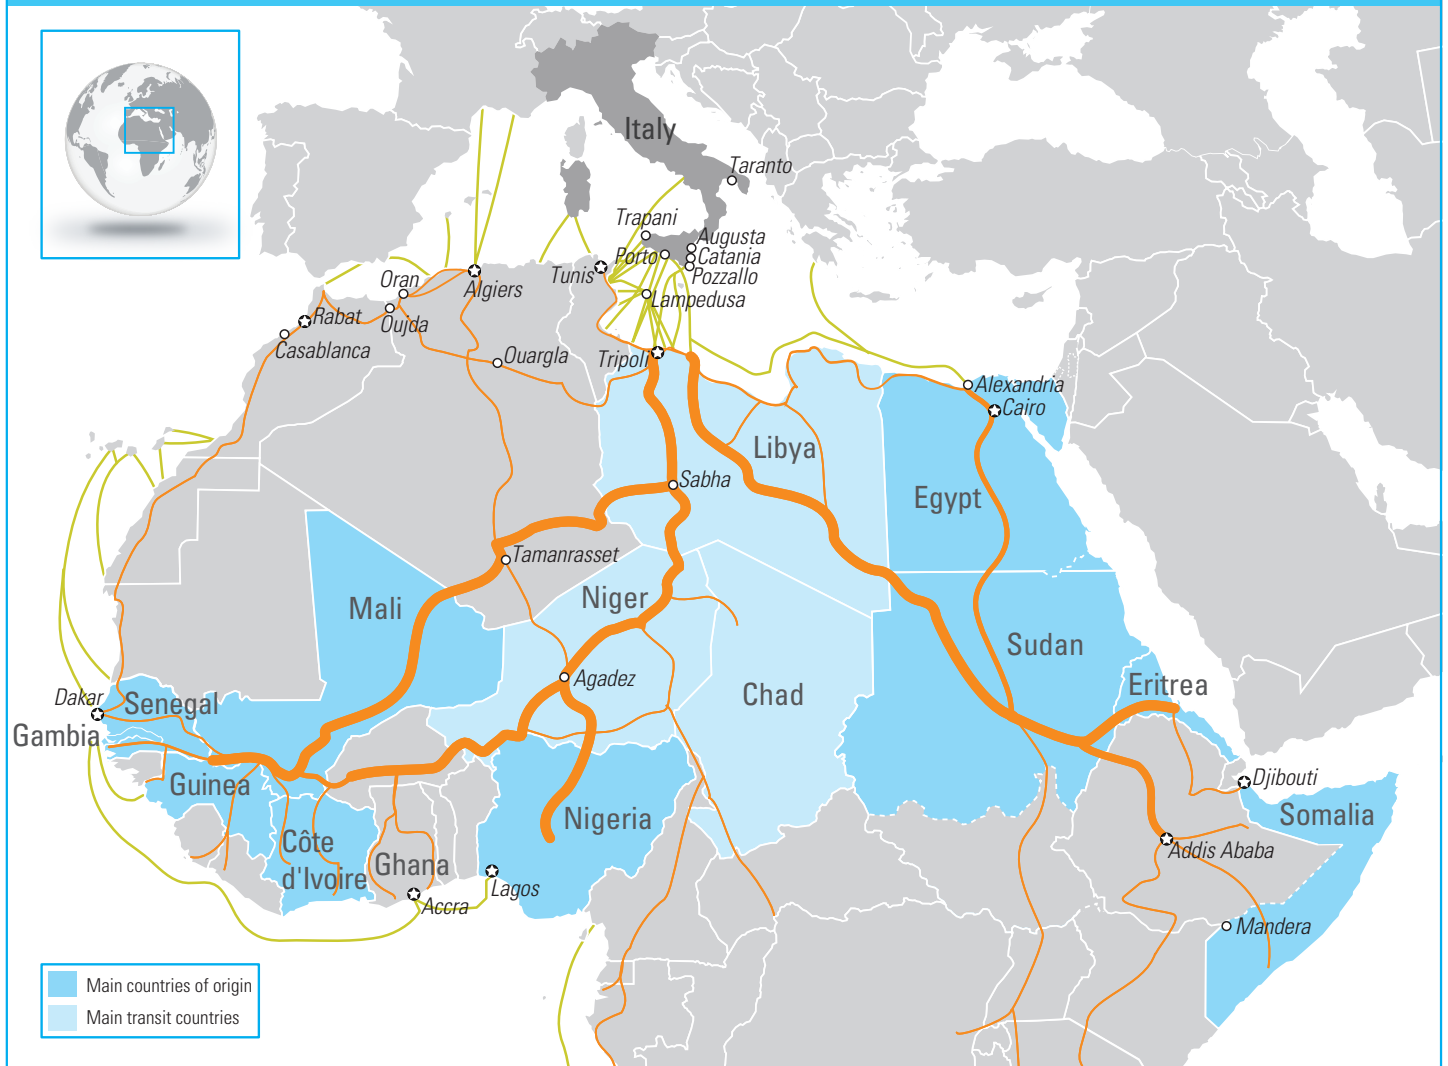 Italy
Taranto
Trapani
Augusta
Porto
Catania
Tunis
Pozzallo
Oran
Algiers
Lampedusa
Rabat
Oujda
Casablanca
Ouargla
Tripoli
Alexandria
Cairo
Libya
Sabha
Egypt
Tamanrasset
Mali
Niger
Sudan
Agadez
Eritrea
Dakar
Senegal
Chad
Gambia
Guinea
Djibouti
Nigeria
Somalia
Côte
d'Ivoire
Ghana
Addis Ababa
Lagos
Accra
Mandera
Main countries of origin
Main transit countries